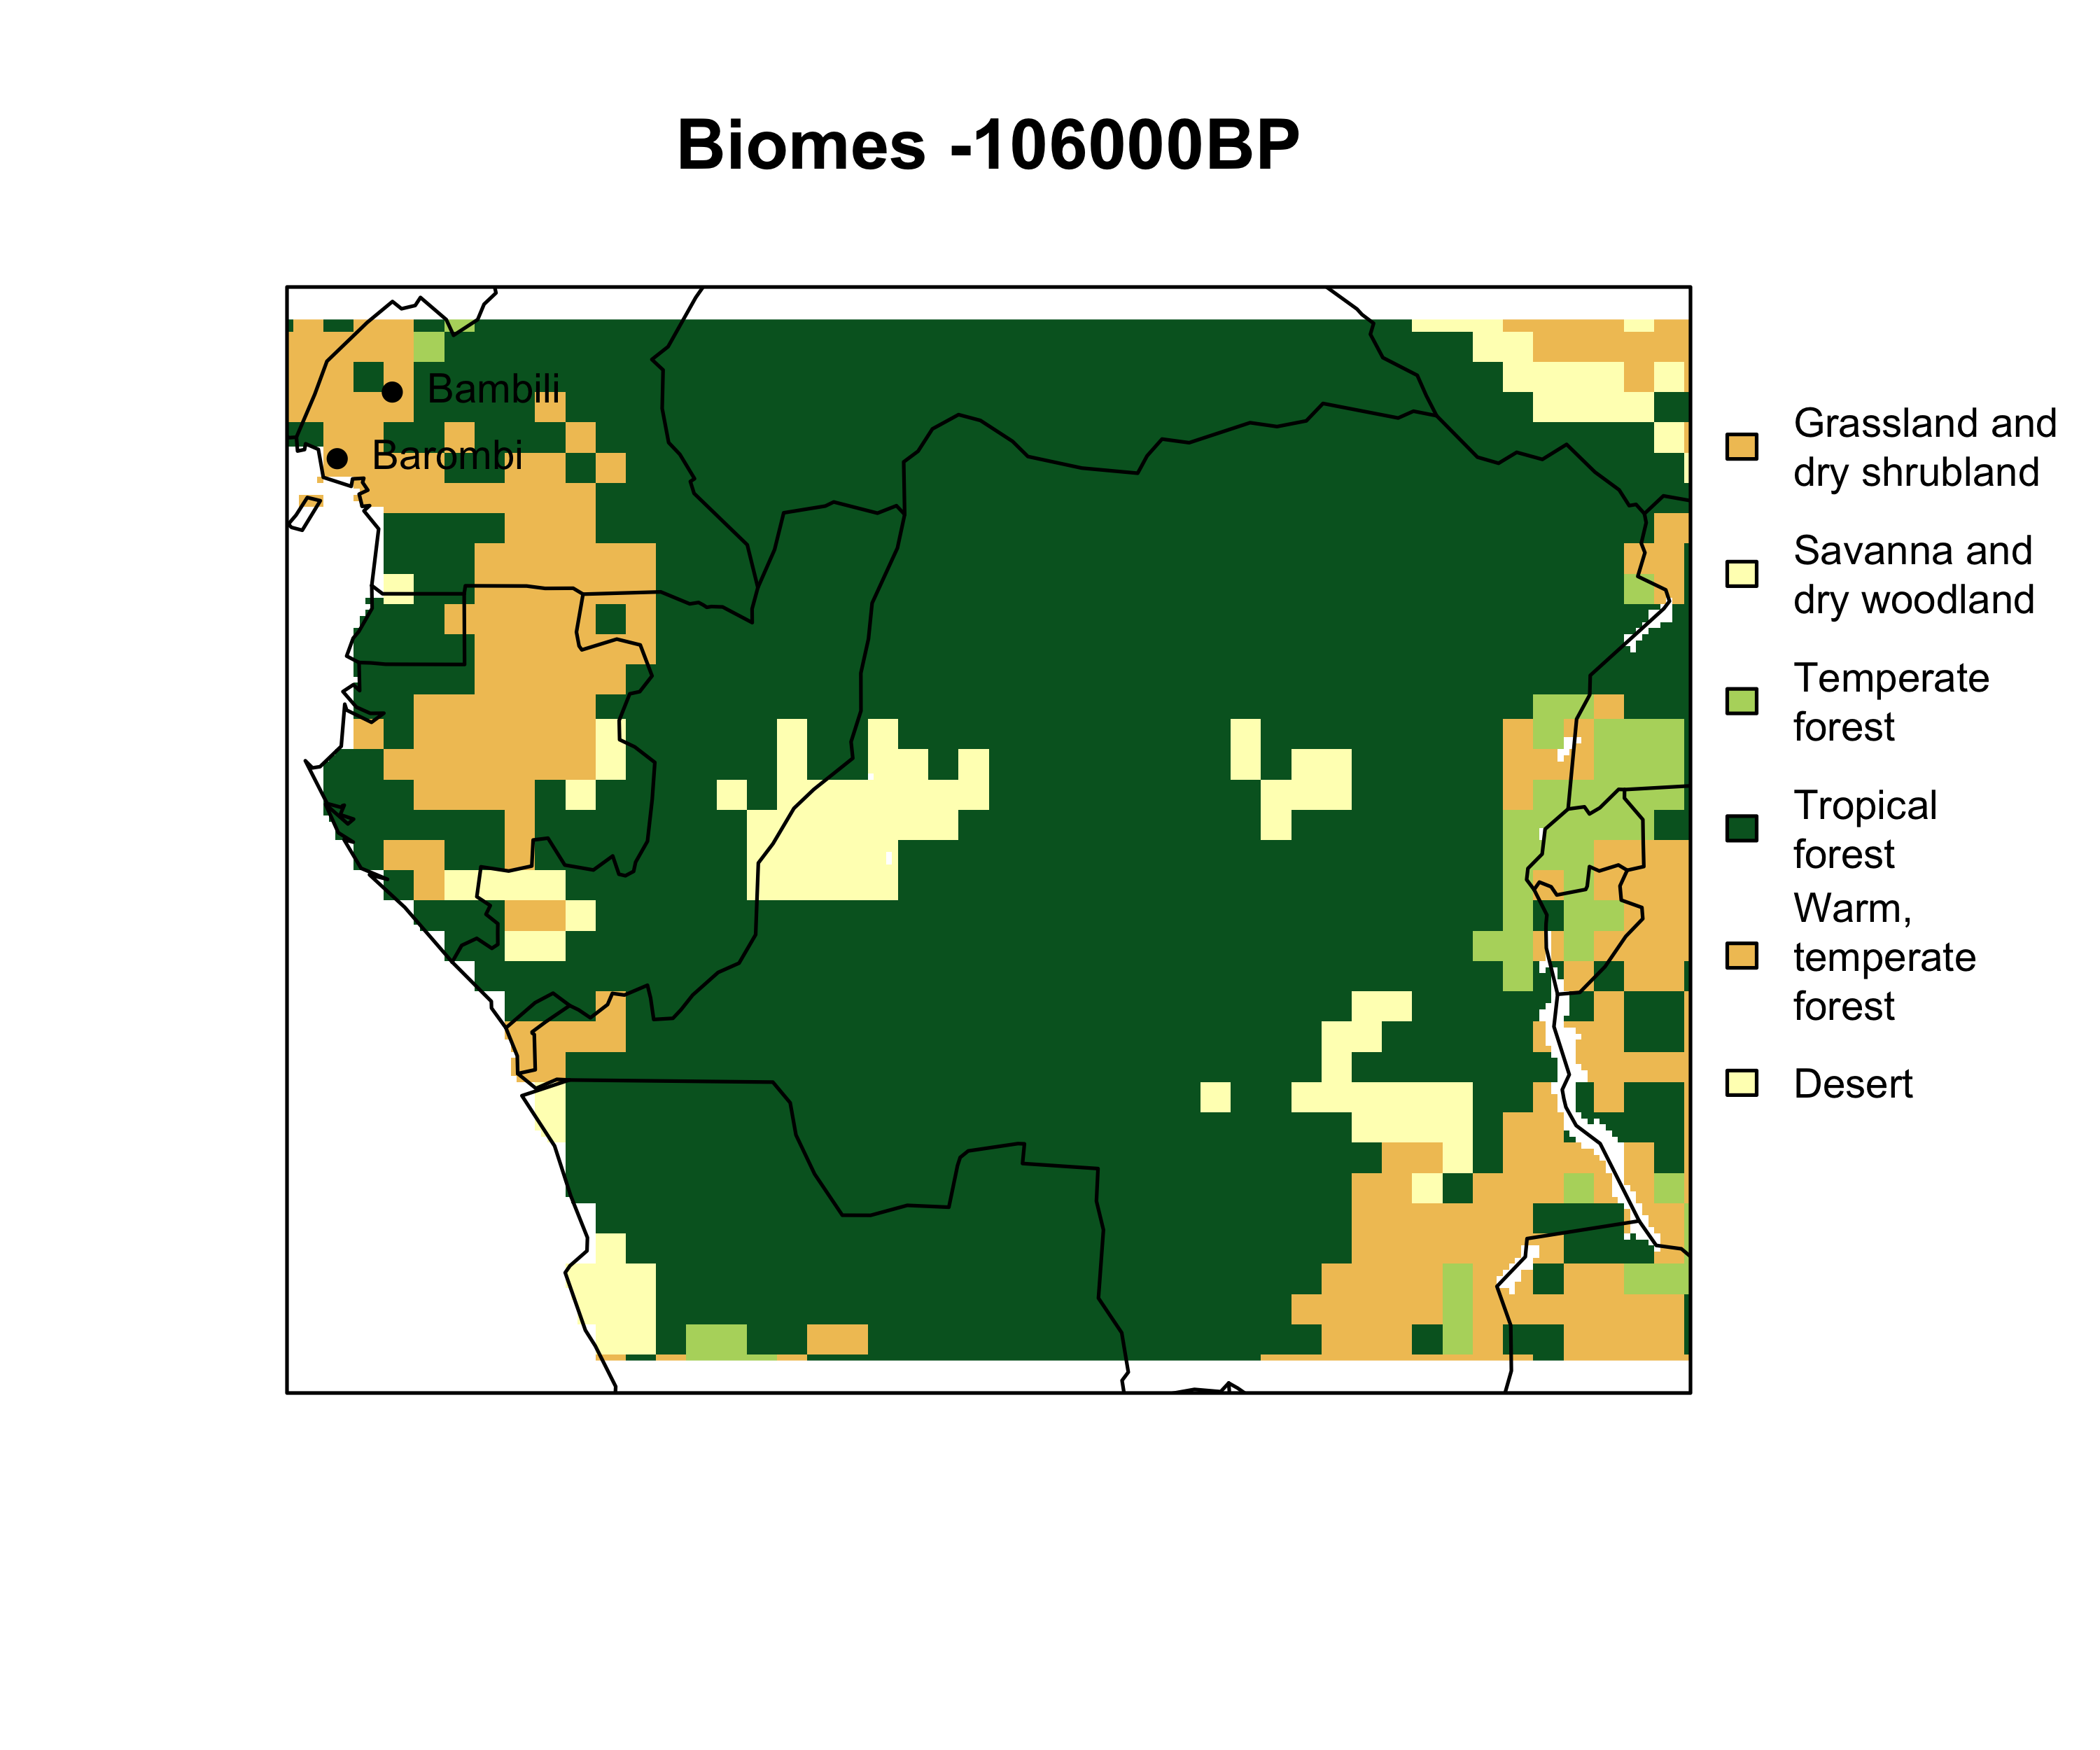 Biomes -106000BP
Bambili
Barombi
Grassland and
dry shrubland
Savanna and
dry woodland
Temperate
forest
Tropical
forest
Warm,
temperate
forest
Desert